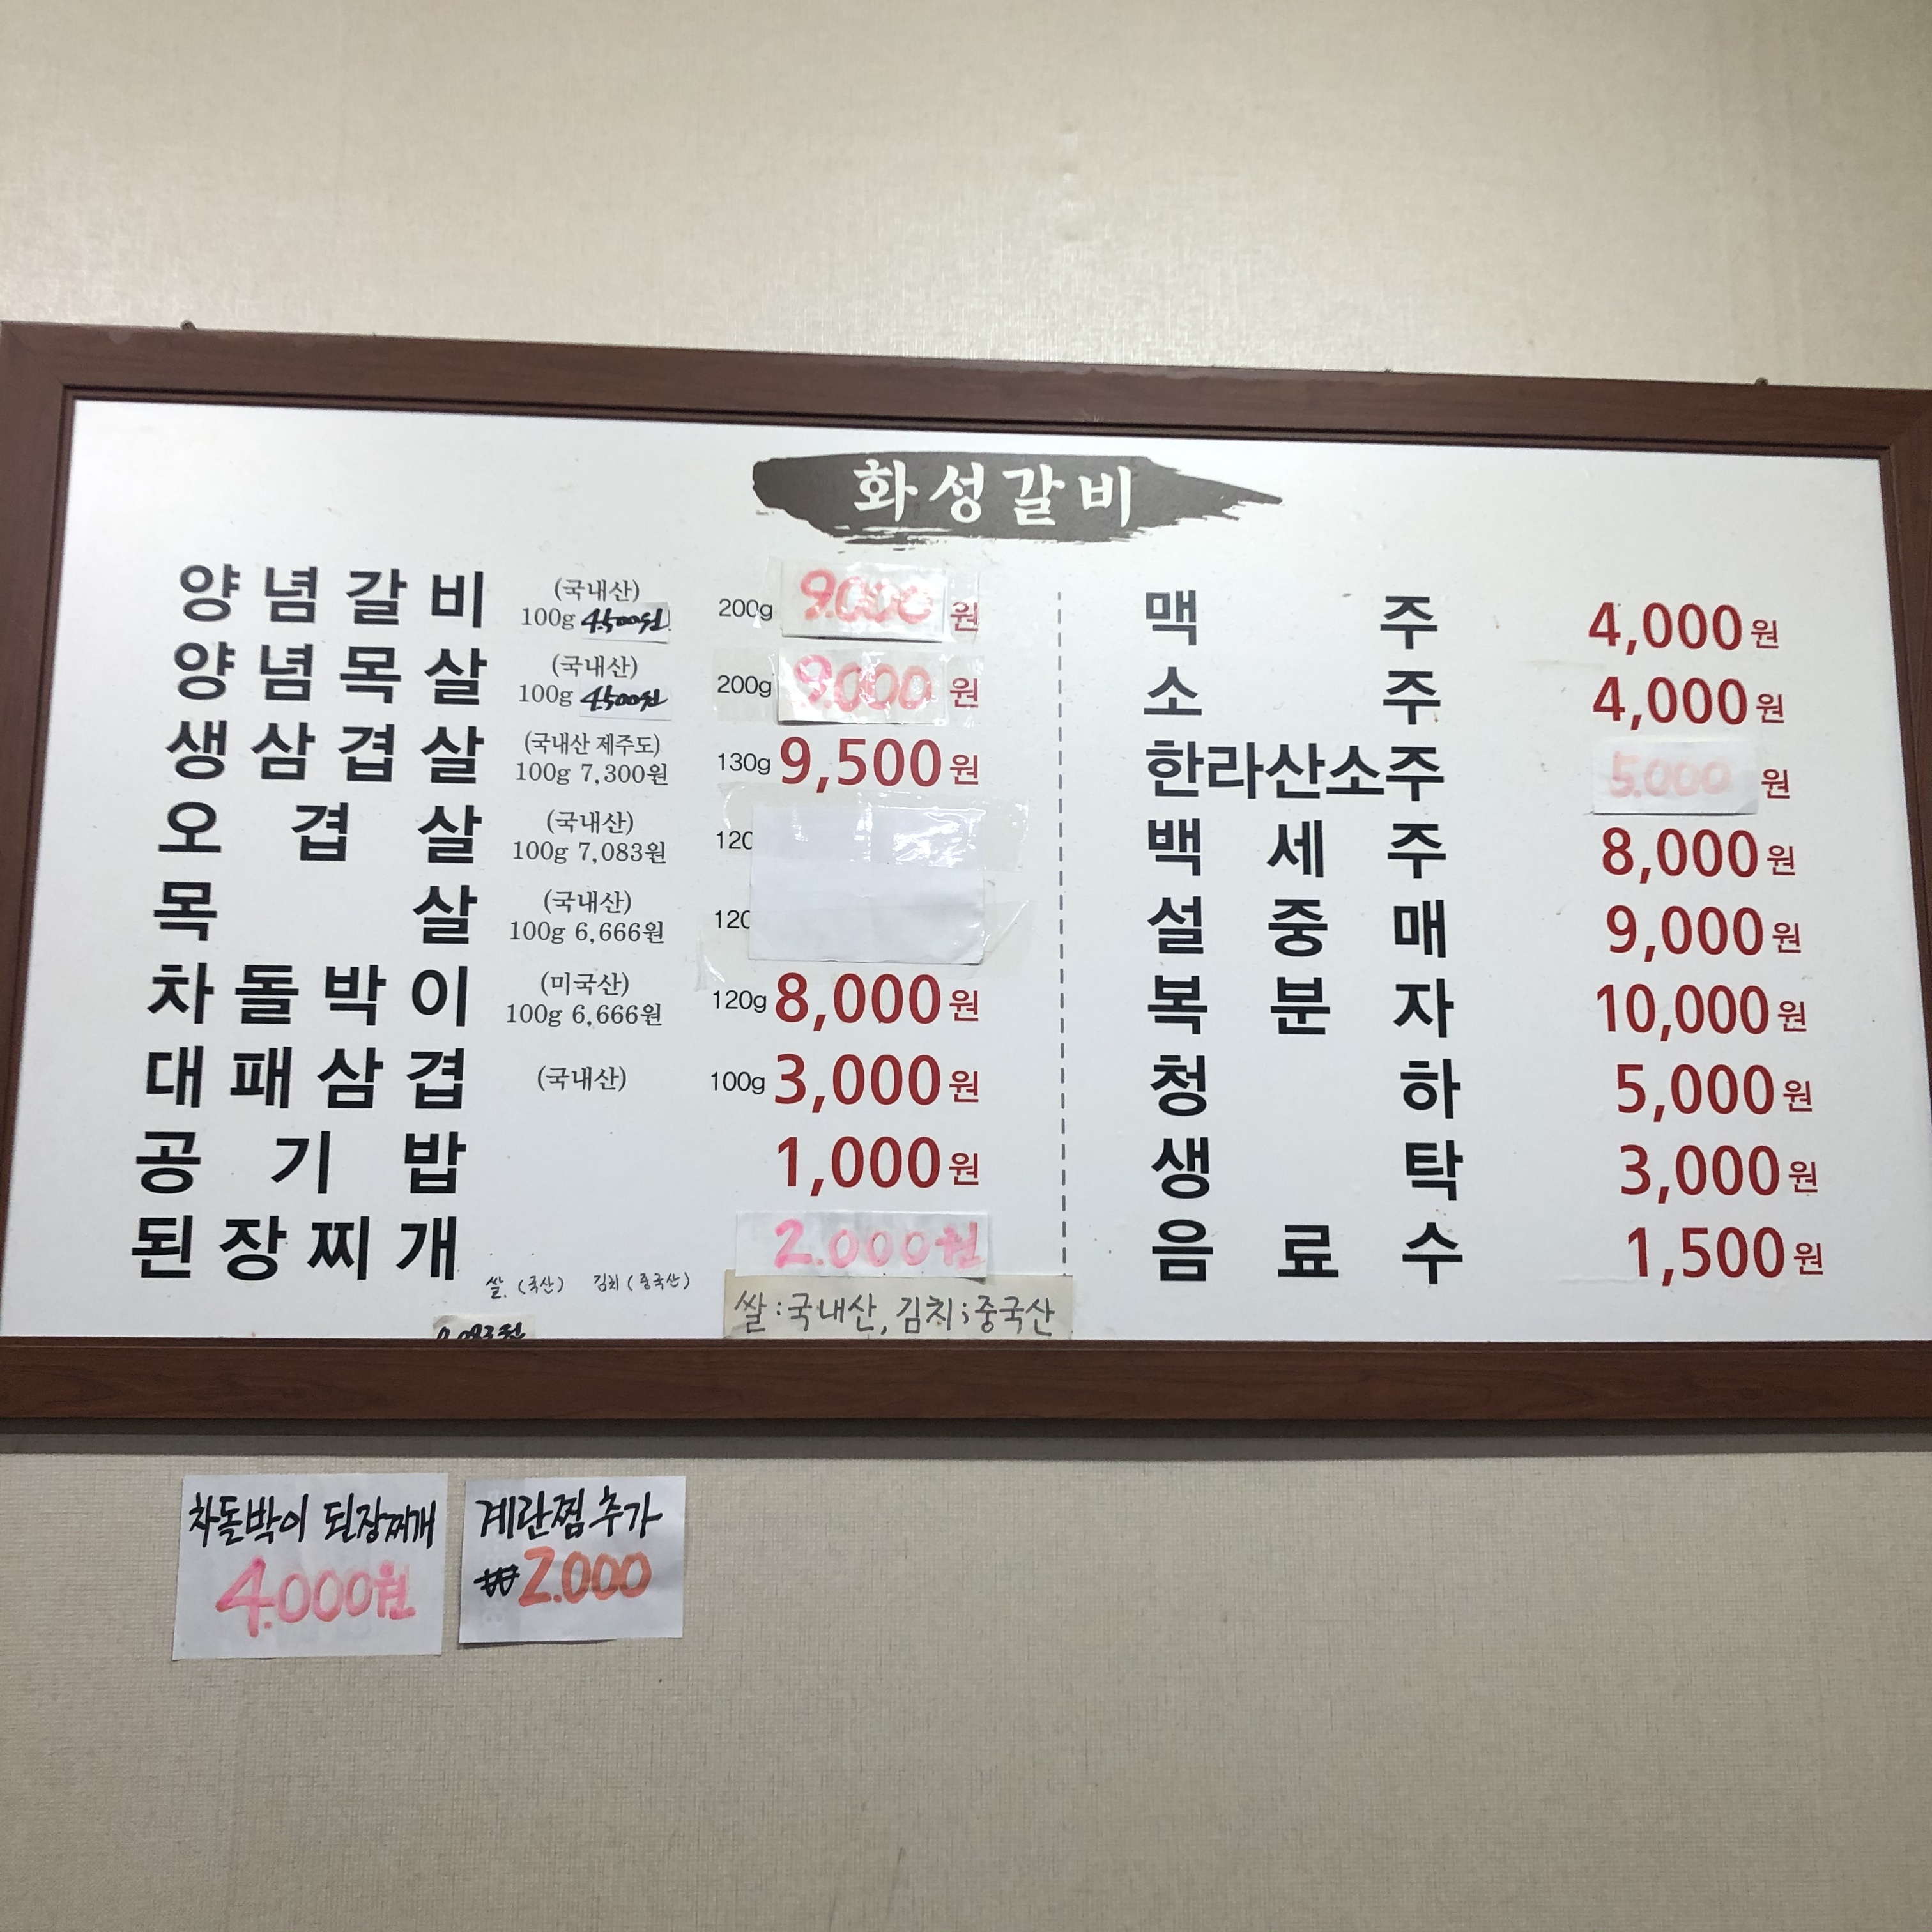 화성갈비
양념갈비 (국내산) 100g 4.500원 200g 9.000원
양념목살 (국내산) 100g 4.500원 200g 9.000원
생삼겹살 (국내산 제주도) 100g 7,300원 130g 9,500원
오겹살 (국내산) 100g 7,083원 120
목살 (국내산) 100g 6,666원 120
차돌박이 (미국산) 100g 6,666원 120g 8,000원
대패삼겹 (국내산) 100g 3,000원
공기밥 1,000원
된장찌개 2.000원
쌀. (국산) 김치 (중국산)
쌀:국내산, 김치;중국산
맥주 4,000원
소주 4,000원
한라산소주 5.000원
백세주 8,000원
설중매 9,000원
복분자 10,000원
청하 5,000원
생탁 3,000원
음료수 1,500원
차돌박이 된장찌개
4.000원
계란찜 추가
₩2.000